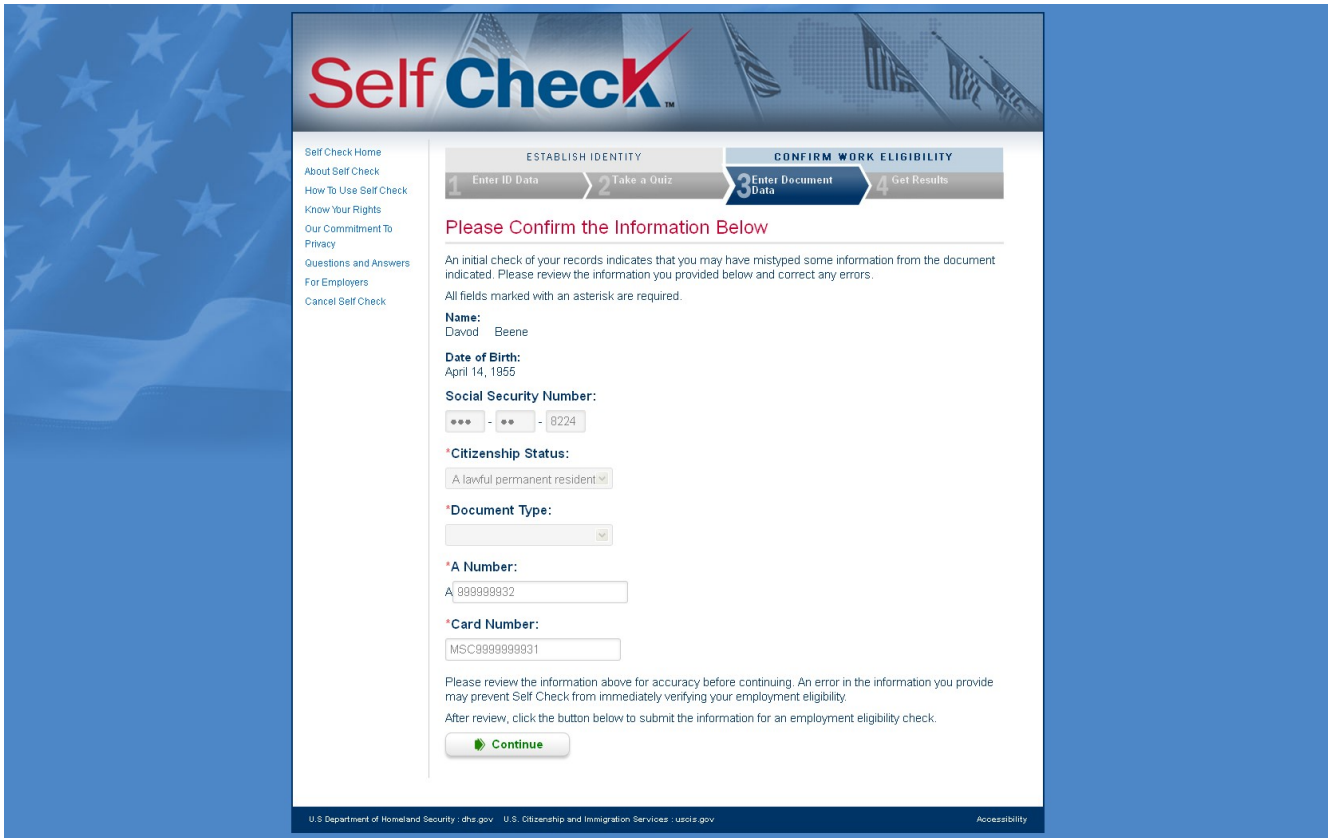 Self Check™
Self Check Home
About Self Check
How To Use Self Check
Know Your Rights
Our Commitment To
Privacy
Questions and Answers
For Employers
Cancel Self Check
ESTABLISH IDENTITY
CONFIRM WORK ELIGIBILITY
1 Enter ID Data
2 Take a Quiz
3 Enter Document
Data
4 Get Results
Please Confirm the Information Below
An initial check of your records indicates that you may have mistyped some information from the document
indicated. Please review the information you provided below and correct any errors.
All fields marked with an asterisk are required.
Name:
Davod Beene
Date of Birth:
April 14, 1955
Social Security Number:
••• - •• - 8224
*Citizenship Status:
A lawful permanent resident
*Document Type:
*A Number:
A 999999932
*Card Number:
MSC9999999931
Please review the information above for accuracy before continuing. An error in the information you provide
may prevent Self Check from immediately verifying your employment eligibility.
After review, click the button below to submit the information for an employment eligibility check.
Continue
U.S Department of Homeland Security : dhs.gov U.S. Citizenship and Immigration Services : uscis.gov Accessibility